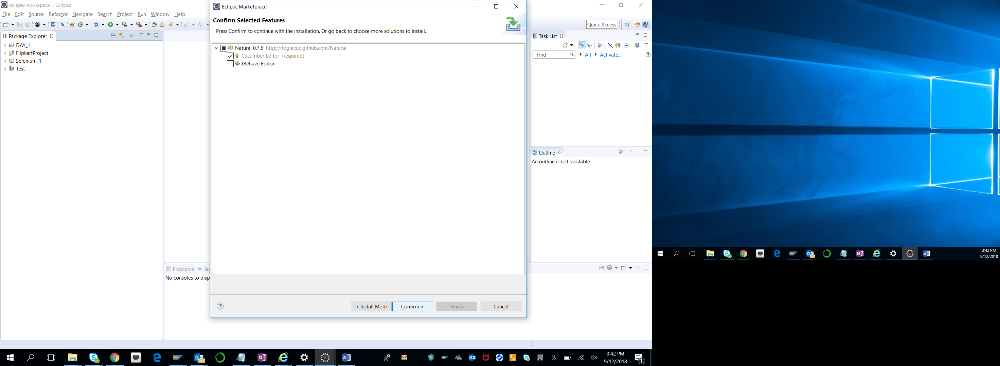 eclipse-workspace - Eclipse
File Edit Source Refactor Navigate Search Project Run Window Help
Quick Access
Package Explorer
DAY_1
FlipkartProject
Selenium_1
Test
Eclipse Marketplace
Confirm Selected Features
Press Confirm to continue with the installation. Or go back to choose more solutions to install.
Natural 0.7.6 http://rlogiacco.github.com/Natural
Cucumber Editor (required)
JBehave Editor
< Install More
Confirm >
Finish
Cancel
Task List
Find
All
Activate...
Outline
An outline is not available.
Problems @ Jav
No consoles to disp
3:42 PM
9/12/2018
1
3:42 PM
9/12/2018